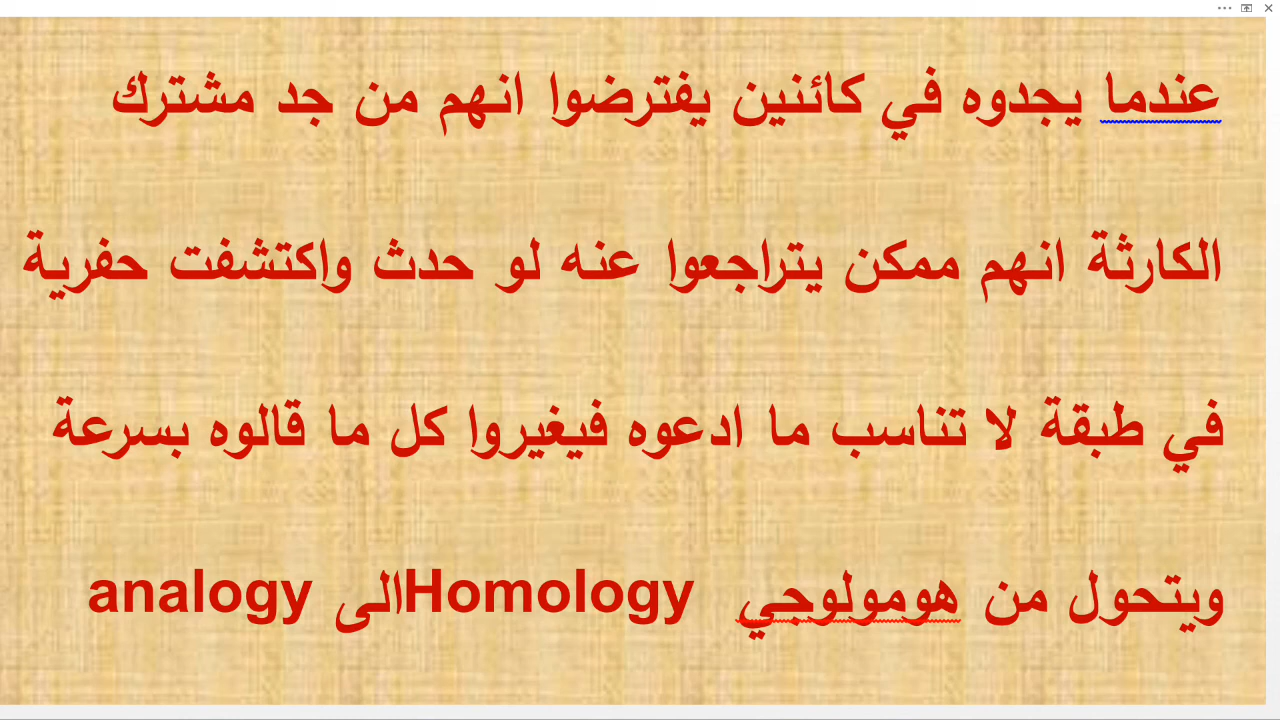 عندما يجدوه في كائنين يفترضوا انهم من جد مشترك
الكارثة انهم ممكن يتراجعوا عنه لو حدث واكتشفت حفرية
في طبقة لا تناسب ما ادعوه فيغيروا كل ما قالوه بسرعة
ويتحول من هومولوجي Homologyالى analogy